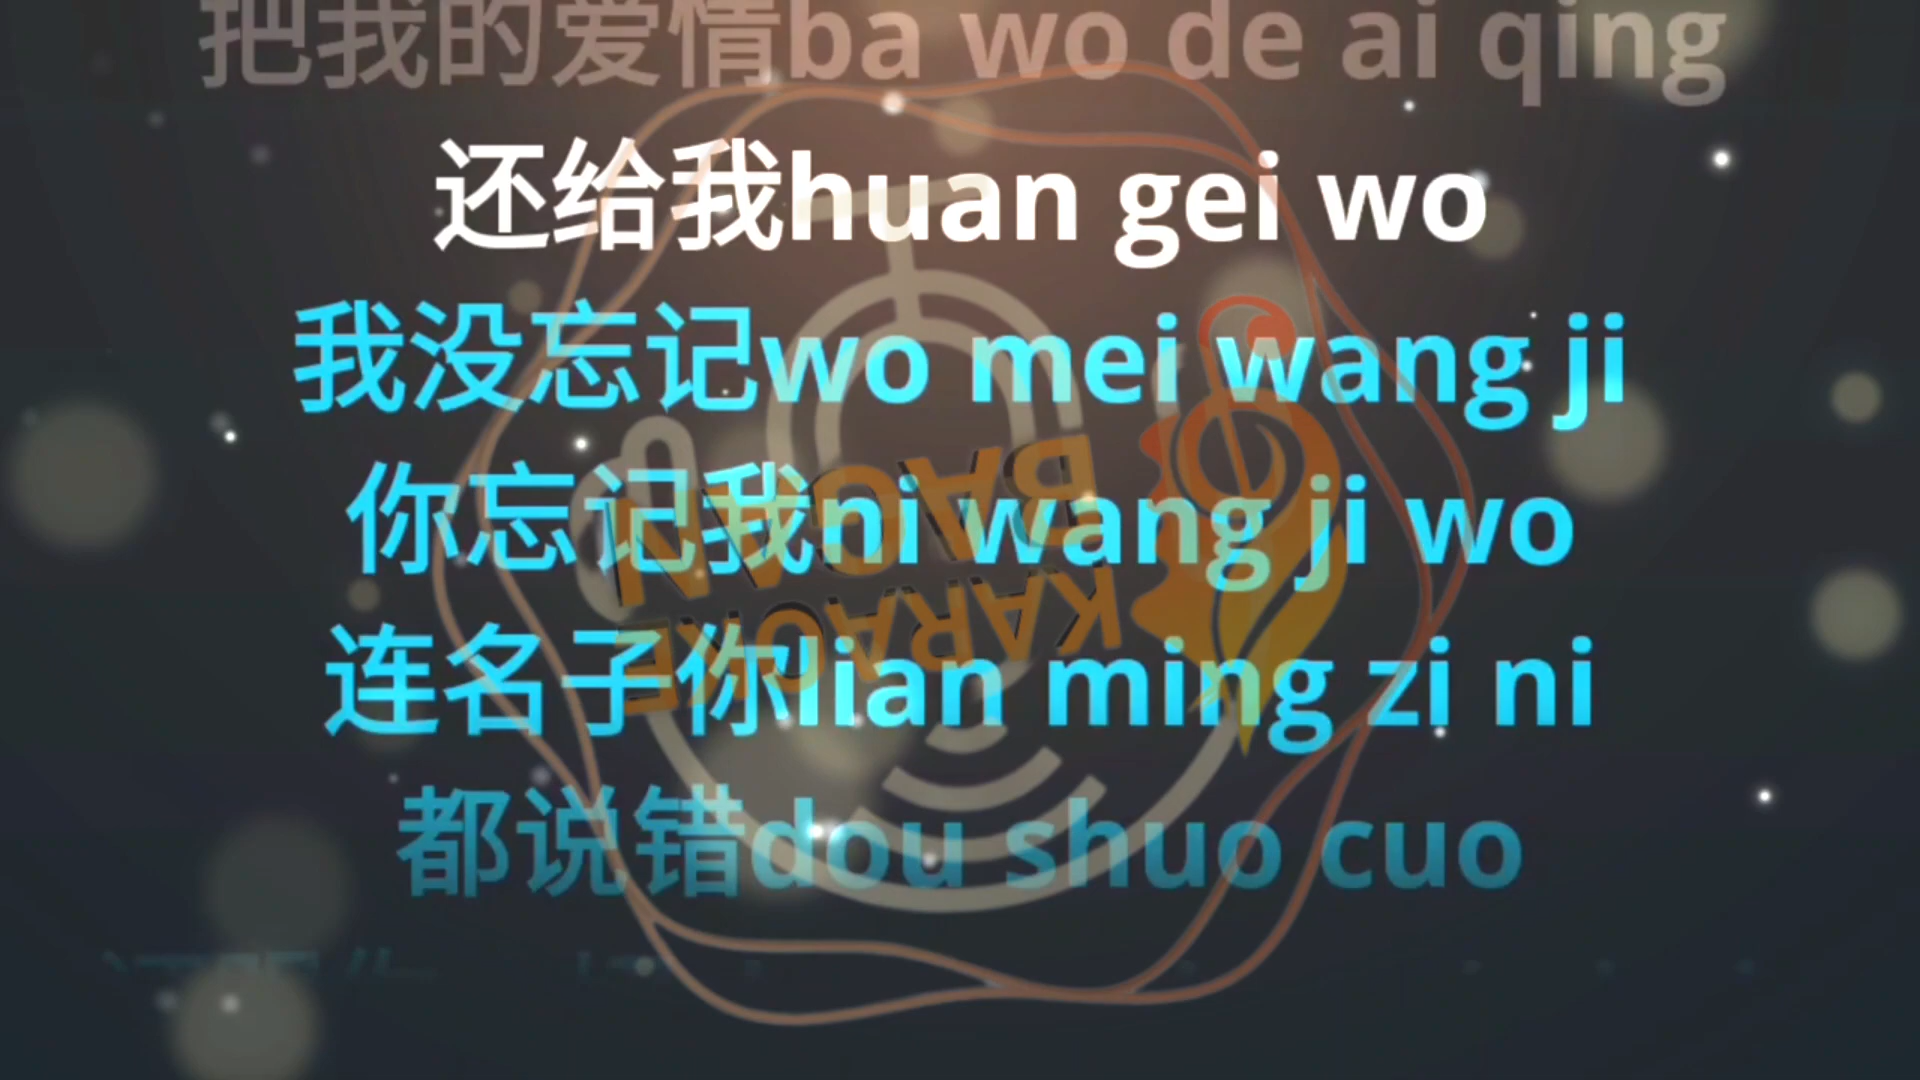 把我的爱情ba wo de ai qing
还给我huan gei wo
我没忘记wo mei wang ji
你忘记我ni wang ji wo
连名子你lian ming zi ni
都说错dou shuo cuo
KARAOKE
BAGAN